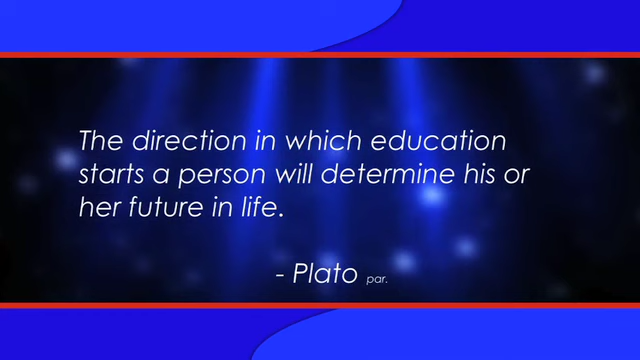 The direction in which education
starts a person will determine his or
her future in life.
- Plato par.